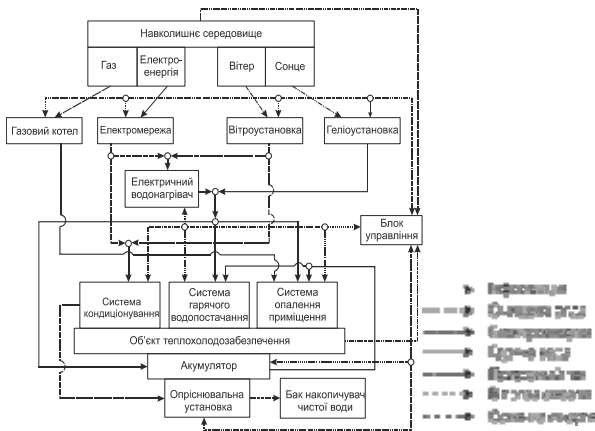 Навколишнє середовище
Газ
Електро-
енергія
Вітер
Сонце
Газовий котел
Електромережа
Вітроустановка
Геліоустановка
Електричний
водонагрівач
Блок
управління
Система
кондиціонування
Система
гарячого
водопостачання
Система
опалення
приміщення
Об'єкт теплохолодозабезпечення
Акумулятор
Опріснювальна
установка
Бак накопичувач
чистої води